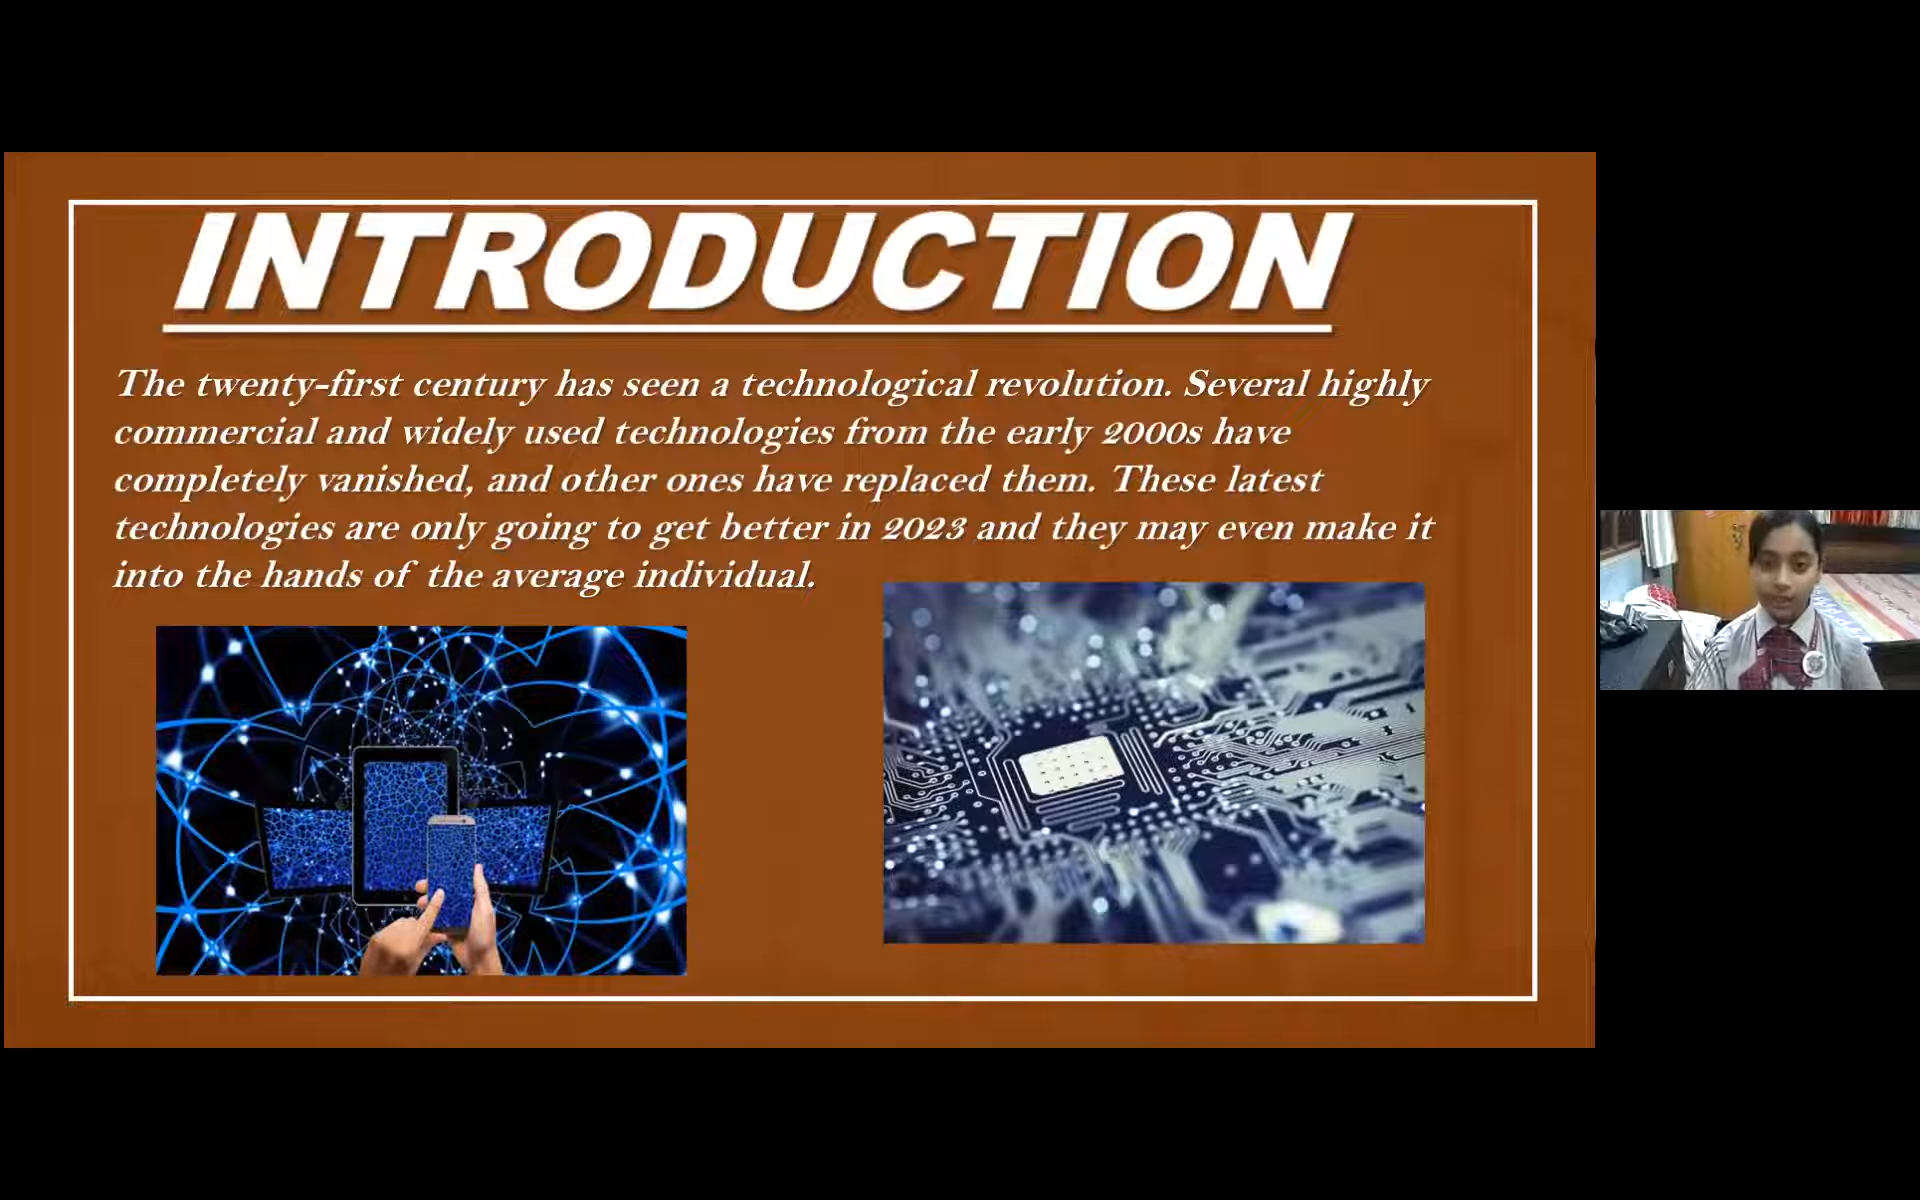 INTRODUCTION
The twenty-first century has seen a technological revolution. Several highly
commercial and widely used technologies from the early 2000s have
completely vanished, and other ones have replaced them. These latest
technologies are only going to get better in 2023 and they may even make it
into the hands of the average individual.